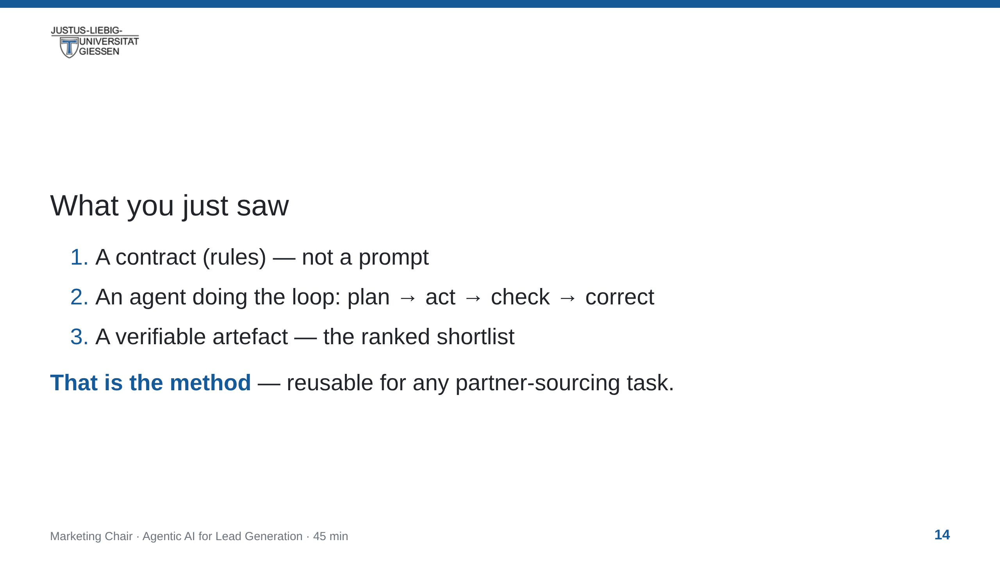 JUSTUS-LIEBIG-
UNIVERSITÄT
GIESSEN
What you just saw
1. A contract (rules) — not a prompt
2. An agent doing the loop: plan → act → check → correct
3. A verifiable artefact — the ranked shortlist
That is the method — reusable for any partner-sourcing task.
Marketing Chair · Agentic AI for Lead Generation · 45 min
14